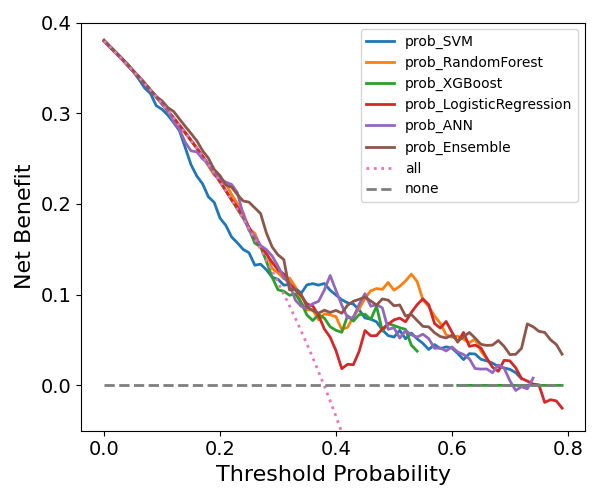 0.4
0.3
0.2
0.1
0.0
Net Benefit
prob_SVM
prob_RandomForest
prob_XGBoost
prob_LogisticRegression
prob_ANN
prob_Ensemble
all
none
0.0 0.2 0.4 0.6 0.8
Threshold Probability